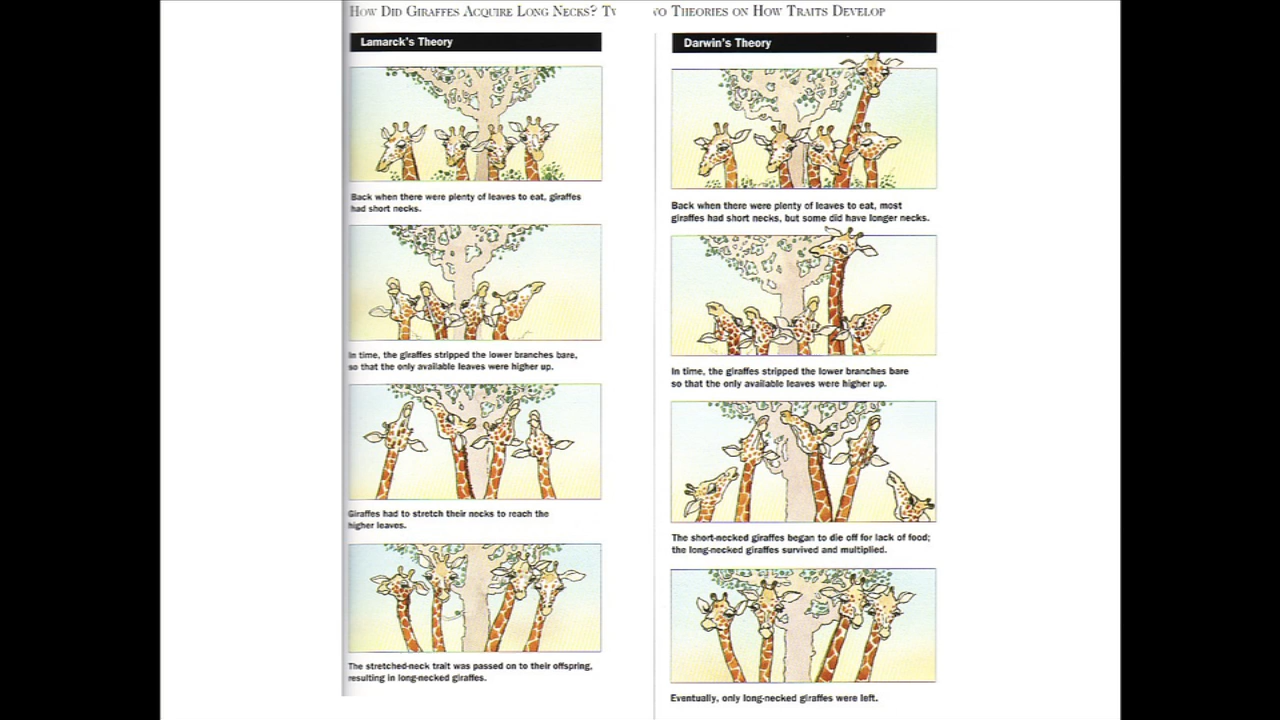 How Did Giraffes Acquire Long Necks? Tw
vo Theories on How Traits Develop
Lamarck's Theory
Back when there were plenty of leaves to eat, giraffes
had short necks.
In time, the giraffes stripped the lower branches bare,
so that the only available leaves were higher up.
Giraffes had to stretch their necks to reach the
higher leaves.
The stretched-neck trait was passed on to their offspring,
resulting in long-necked giraffes.
Darwin's Theory
Back when there were plenty of leaves to eat, most
giraffes had short necks, but some did have longer necks.
In time, the giraffes stripped the lower branches bare
so that the only available leaves were higher up.
The short-necked giraffes began to die off for lack of food;
the long-necked giraffes survived and multiplied.
Eventually, only long-necked giraffes were left.